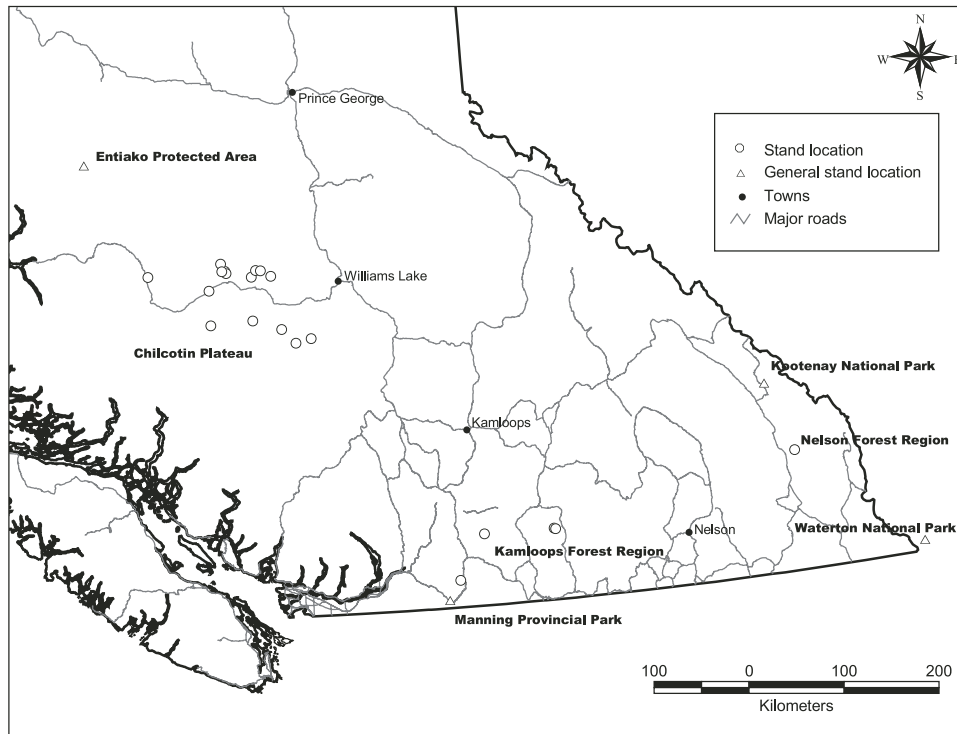 N
W E
S
Prince George
Stand location
General stand location
Towns
Major roads
Entiako Protected Area
Williams Lake
Chilcotin Plateau
Kootenay National Park
Kamloops
Nelson Forest Region
Nelson
Waterton National Park
Kamloops Forest Region
Manning Provincial Park
100 0 100 200
Kilometers